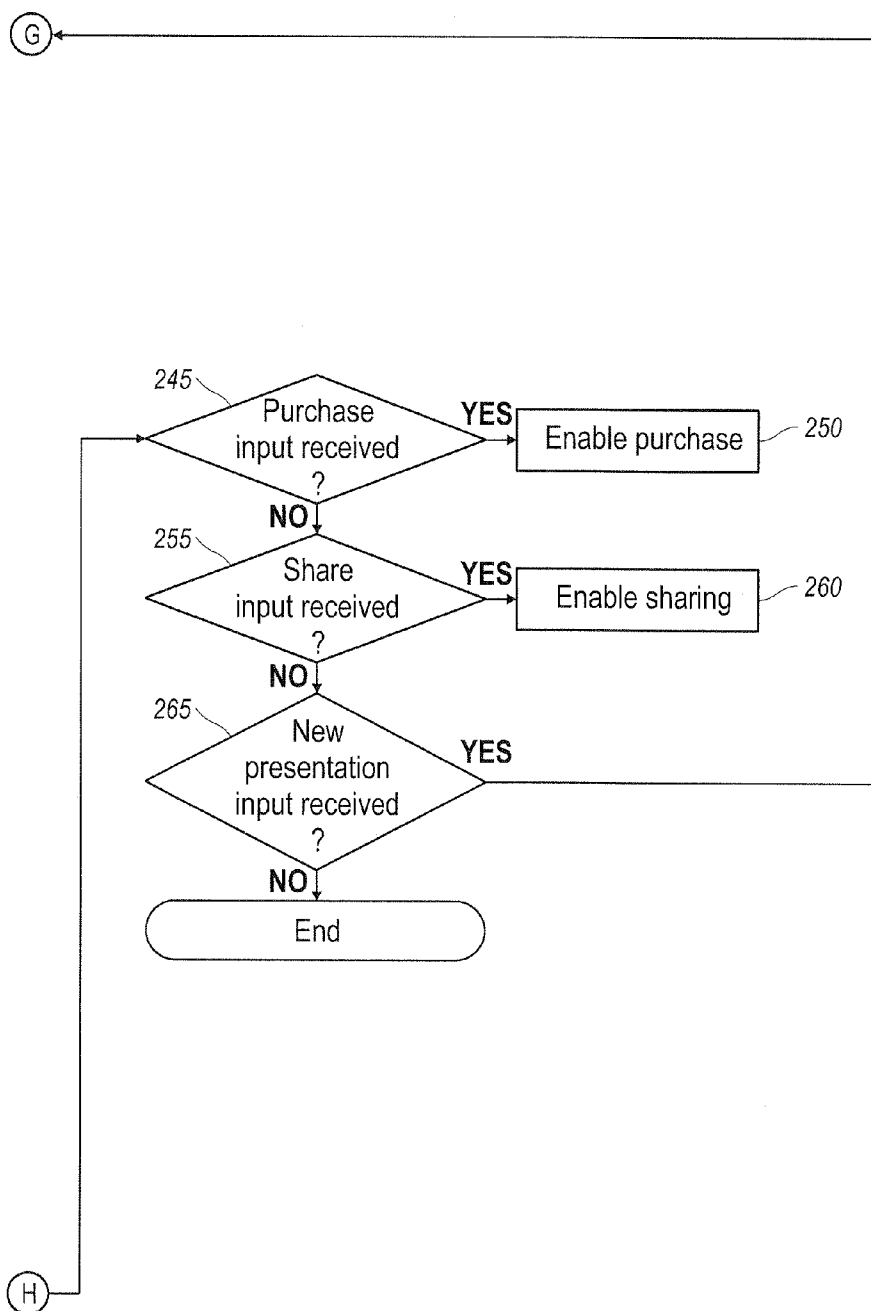 G
245
Purchase
input received
?
YES
Enable purchase
250
NO
255
Share
input received
?
YES
Enable sharing
260
NO
265
New
presentation
input received
?
YES
NO
End
H